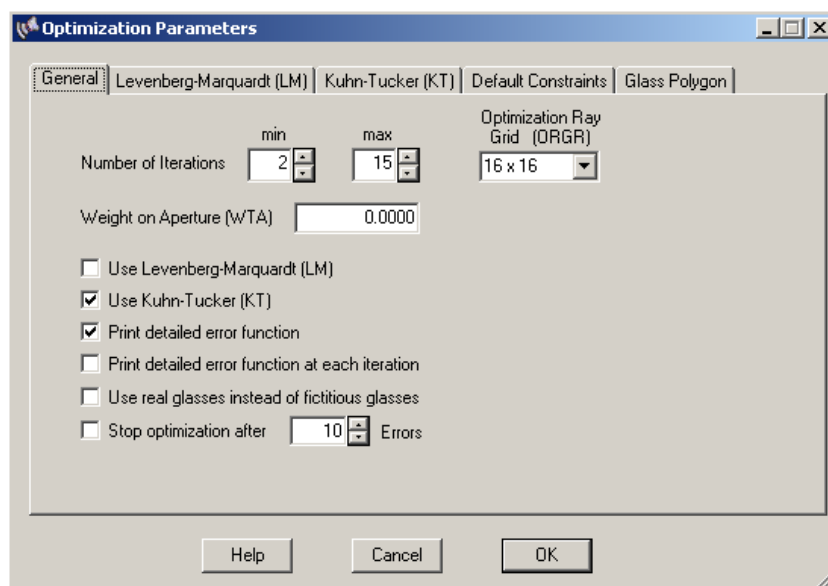 Optimization Parameters
General Levenberg-Marquardt (LM) Kuhn-Tucker (KT) Default Constraints Glass Polygon
min max Optimization Ray
Grid (ORGR)
Number of Iterations 2 15 16 x 16
Weight on Aperture (WTA) 0.0000
Use Levenberg-Marquardt (LM)
Use Kuhn-Tucker (KT)
Print detailed error function
Print detailed error function at each iteration
Use real glasses instead of fictitious glasses
Stop optimization after 10 Errors
Help Cancel OK